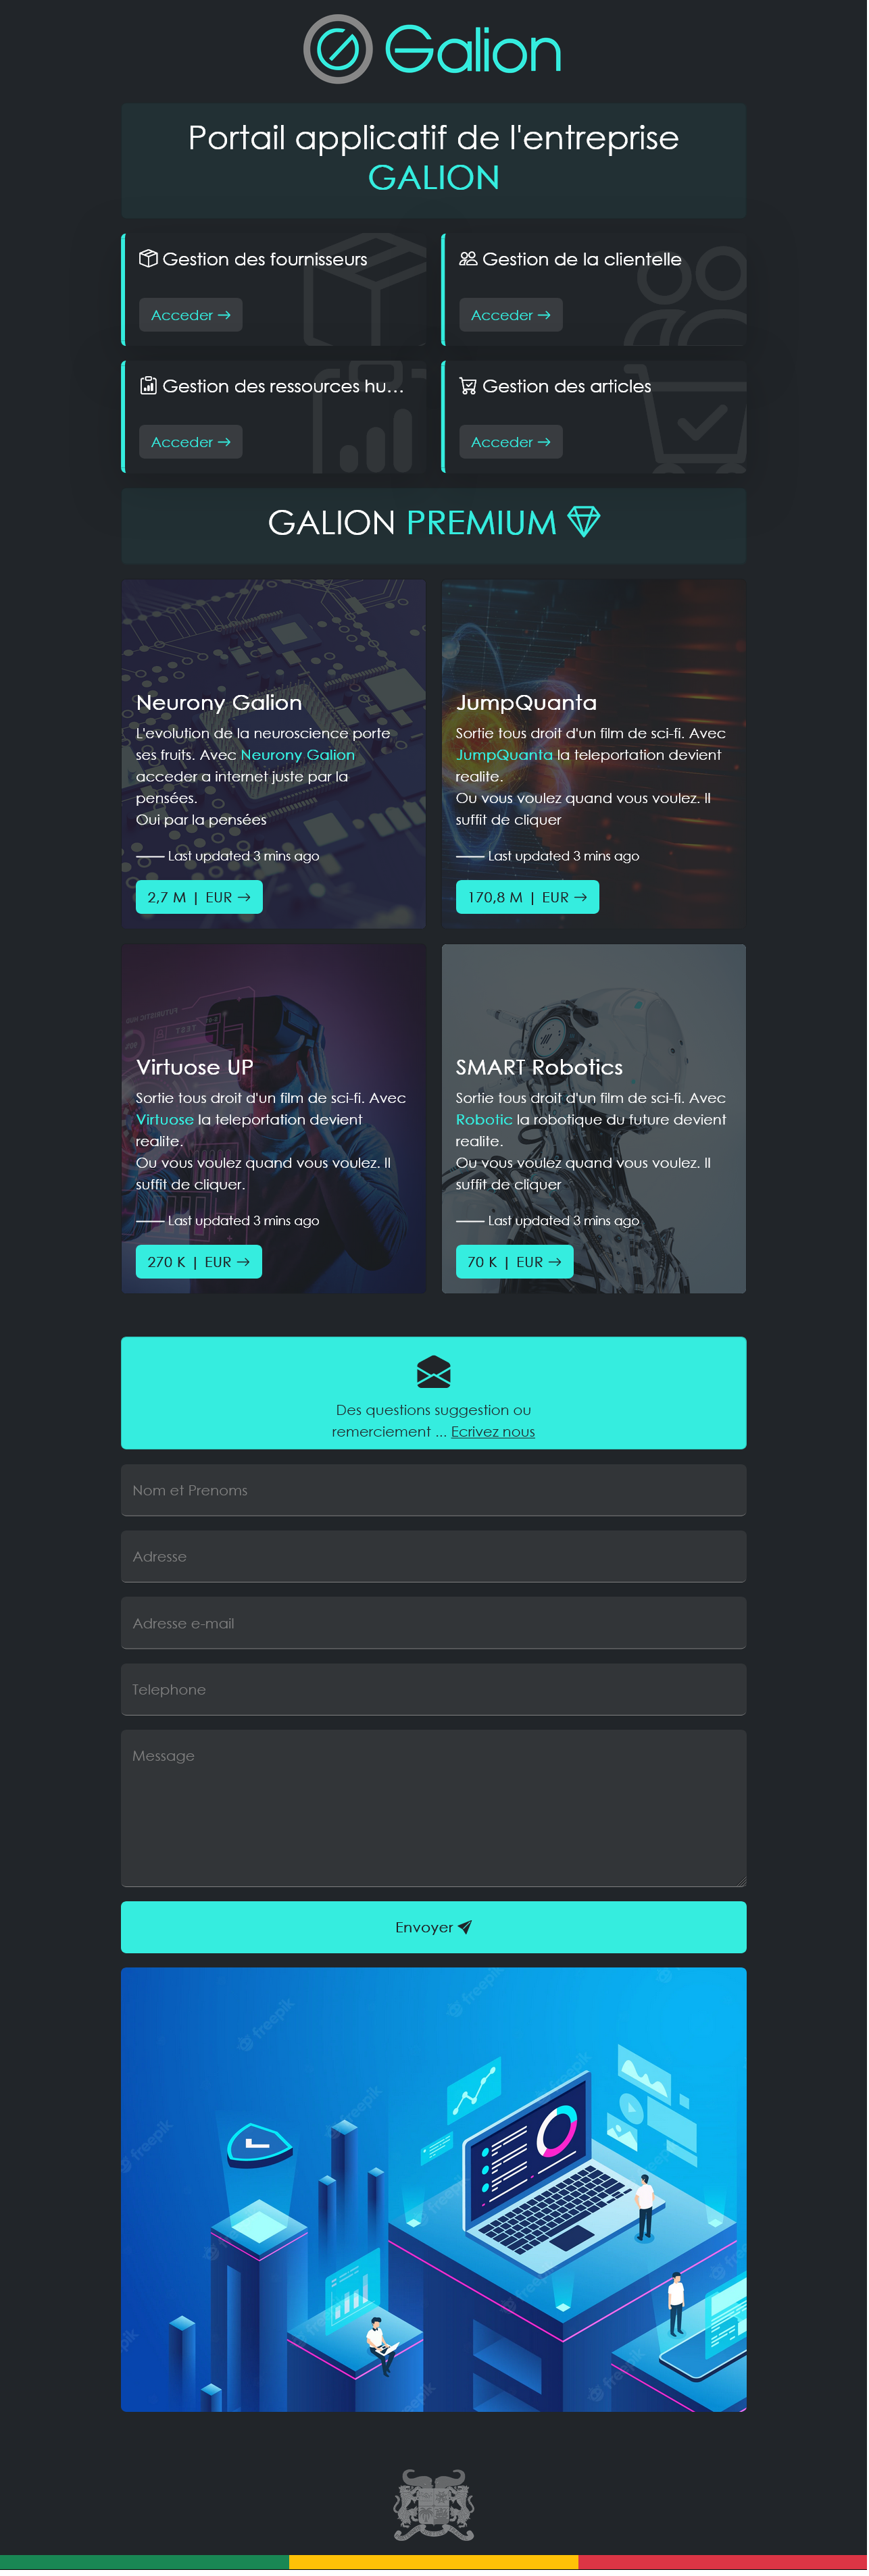 Galion
Portail applicatif de l'entreprise
GALION
Gestion des fournisseurs
Acceder →
Gestion de la clientelle
Acceder →
Gestion des ressources hu...
Acceder →
Gestion des articles
Acceder →
GALION PREMIUM
Neurony Galion
L'evolution de la neuroscience porte
ses fruits. Avec Neurony Galion
acceder a internet juste par la
pensées.
Oui par la pensées
Last updated 3 mins ago
2,7 M | EUR →
JumpQuanta
Sortie tous droit d'un film de sci-fi. Avec
JumpQuanta la teleportation devient
realite.
Ou vous voulez quand vous voulez. Il
suffit de cliquer
Last updated 3 mins ago
170,8 M | EUR →
Virtuose UP
Sortie tous droit d'un film de sci-fi. Avec
Virtuose la teleportation devient
realite.
Ou vous voulez quand vous voulez. Il
suffit de cliquer.
Last updated 3 mins ago
270 K | EUR →
SMART Robotics
Sortie tous droit d'un film de sci-fi. Avec
Robotic la robotique du future devient
realite.
Ou vous voulez quand vous voulez. Il
suffit de cliquer
Last updated 3 mins ago
70 K | EUR →
Des questions suggestion ou
remerciement ... Ecrivez nous
Nom et Prenoms
Adresse
Adresse e-mail
Telephone
Message
Envoyer
freepik
freepik
freepik
freepik
freepik